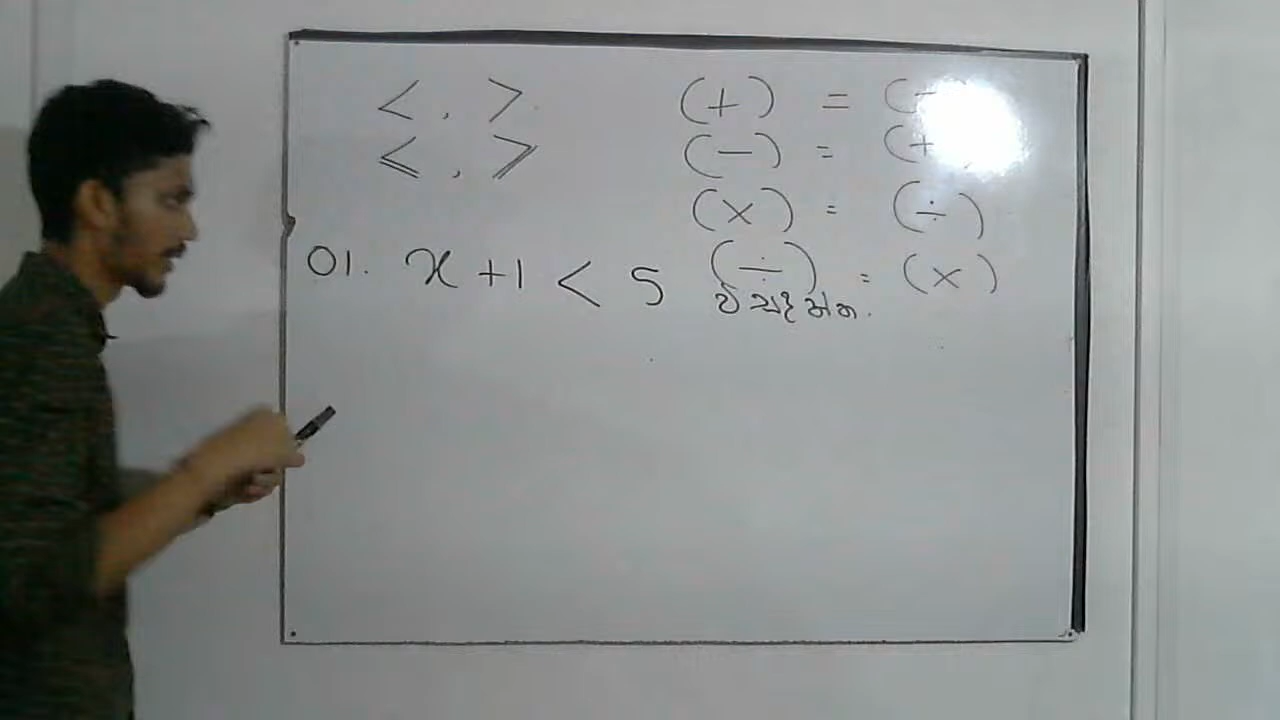 < , > (+) = (-
≤ , ≥ (-) = (+
(×) = (÷)
01. x +1 < 5 (÷) = (×)